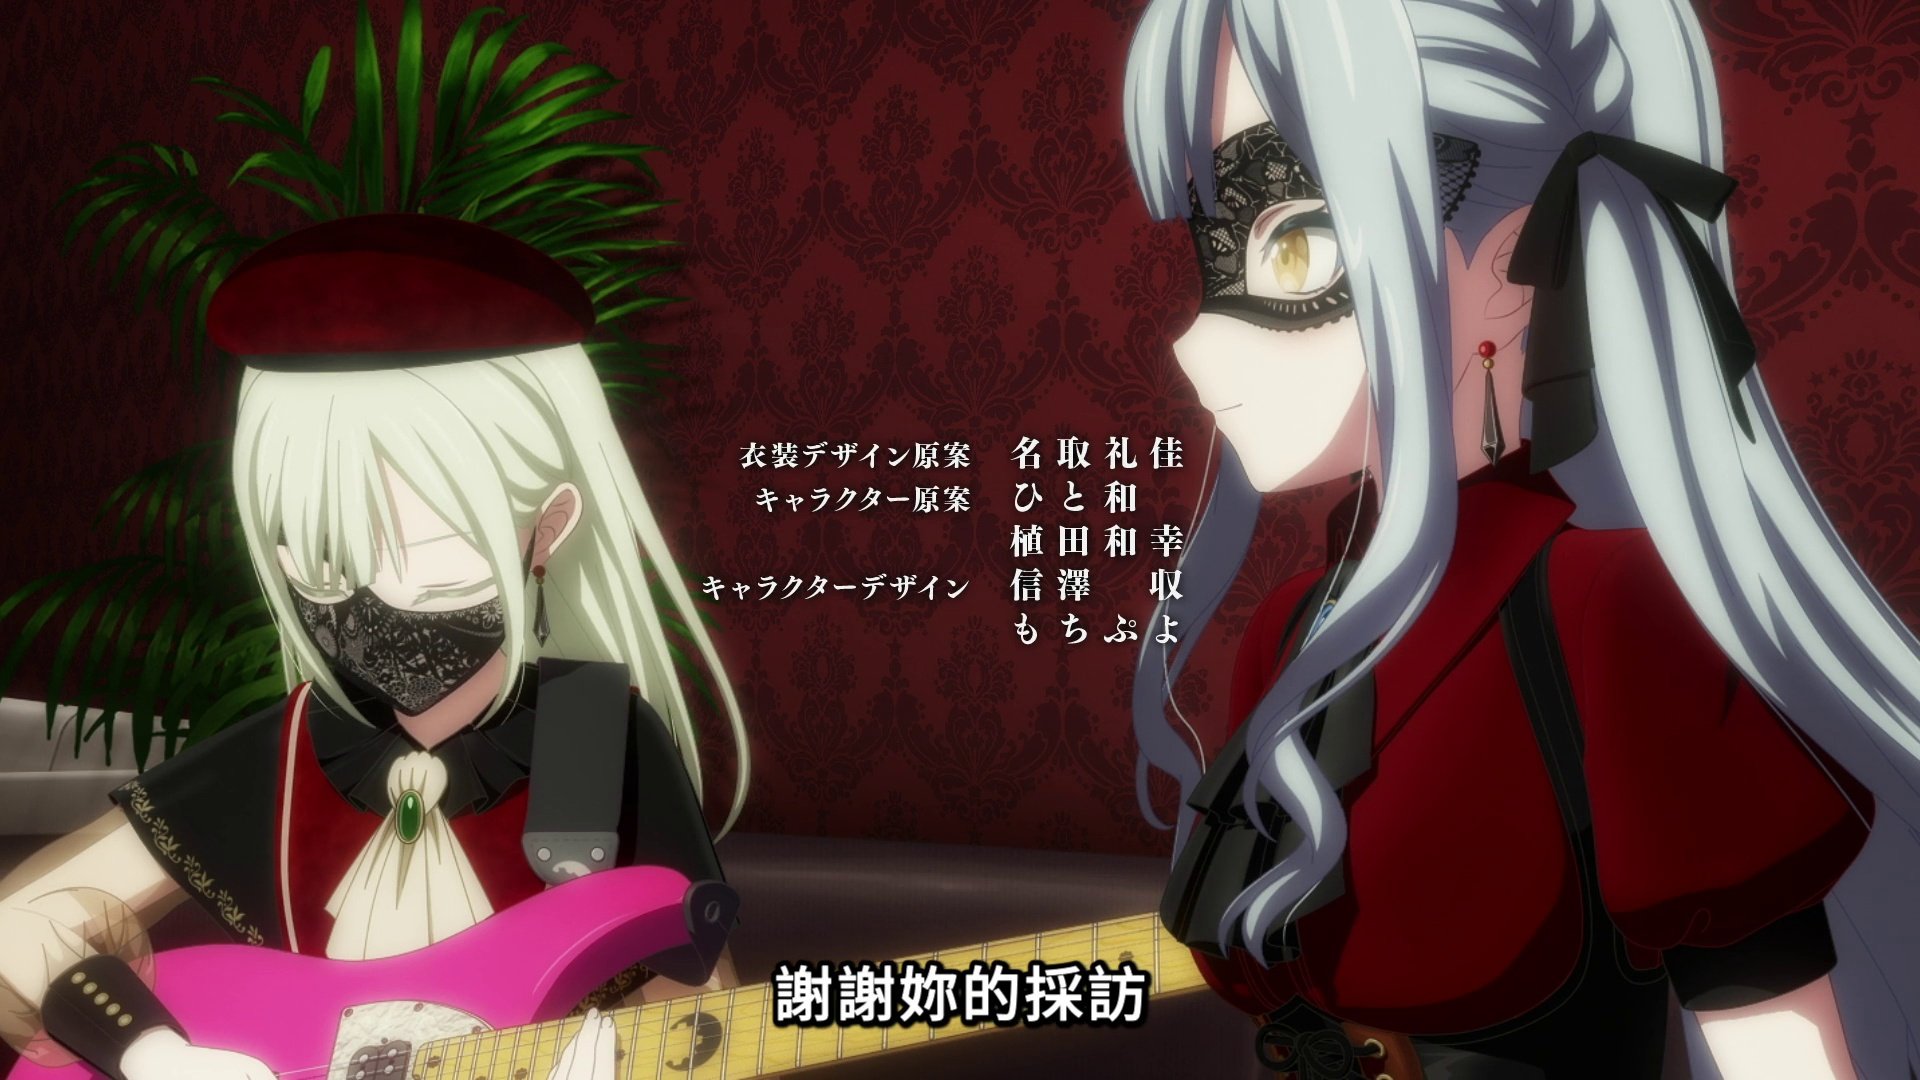 衣装デザイン原案 名取礼佳
キャラクター原案 ひと和
植田和幸
キャラクターデザイン 信澤 収
もちぷよ
謝謝妳的採訪